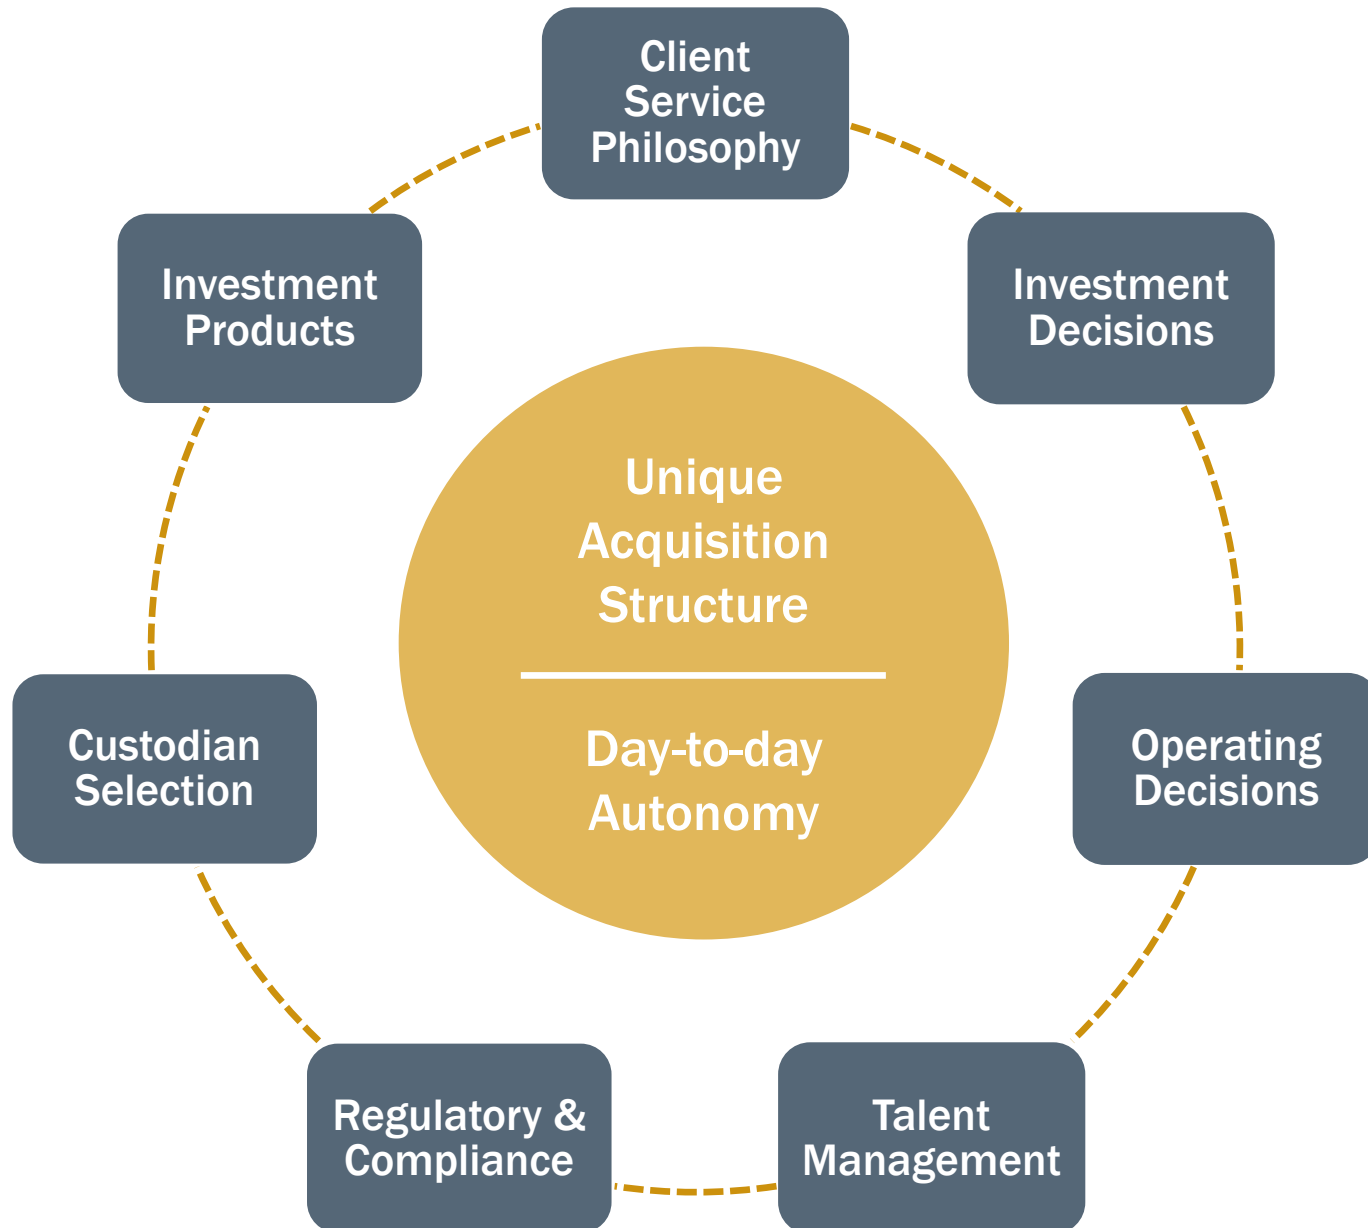 Client
Service
Philosophy
Investment
Products
Investment
Decisions
Unique
Acquisition
Structure
Day-to-day
Autonomy
Custodian
Selection
Operating
Decisions
Regulatory &
Compliance
Talent
Management